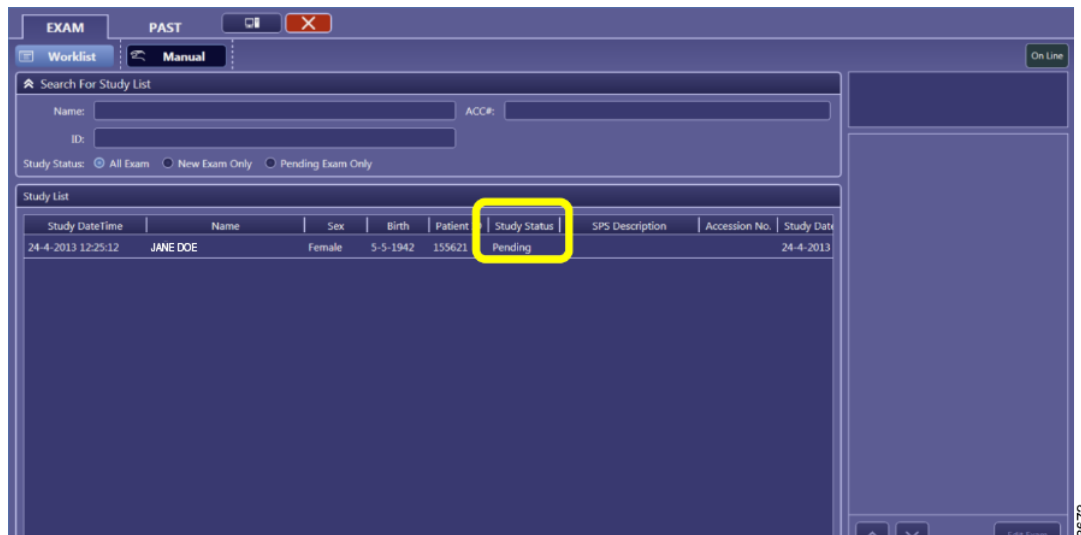 EXAM PAST
Worklist Manual On Line
Search For Study List
Name: ACC#:
ID:
Study Status: All Exam New Exam Only Pending Exam Only
Study List
Study DateTime Name Sex Birth Patient Study Status SPS Description Accession No. Study Date
24-4-2013 12:25:12 JANE DOE Female 5-5-1942 155621 Pending 24-4-2013
Edit Exam